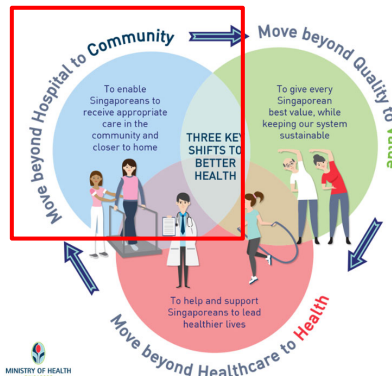 Move beyond Hospital to Community
Move beyond Quality to Value
To enable
Singaporeans to
receive appropriate
care in the
community and
closer to home
THREE KEY
SHIFTS TO
BETTER
HEALTH
To give every
Singaporean
best value, while
keeping our system
sustainable
To help and support
Singaporeans to lead
healthier lives
Move beyond Healthcare to Health
MINISTRY OF HEALTH